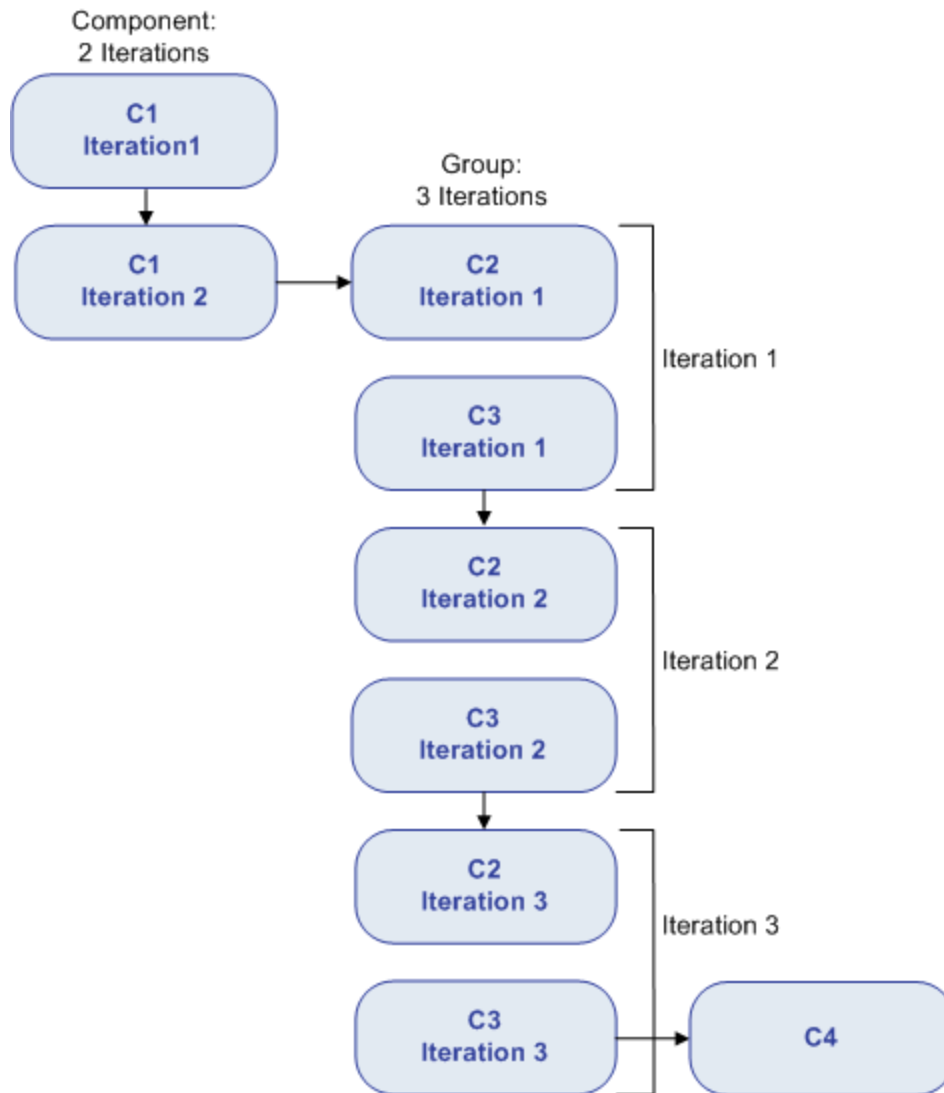 Component:
2 Iterations
C1
Iteration1
Group:
3 Iterations
C1
Iteration 2
C2
Iteration 1
Iteration 1
C3
Iteration 1
C2
Iteration 2
Iteration 2
C3
Iteration 2
C2
Iteration 3
Iteration 3
C3
Iteration 3
C4